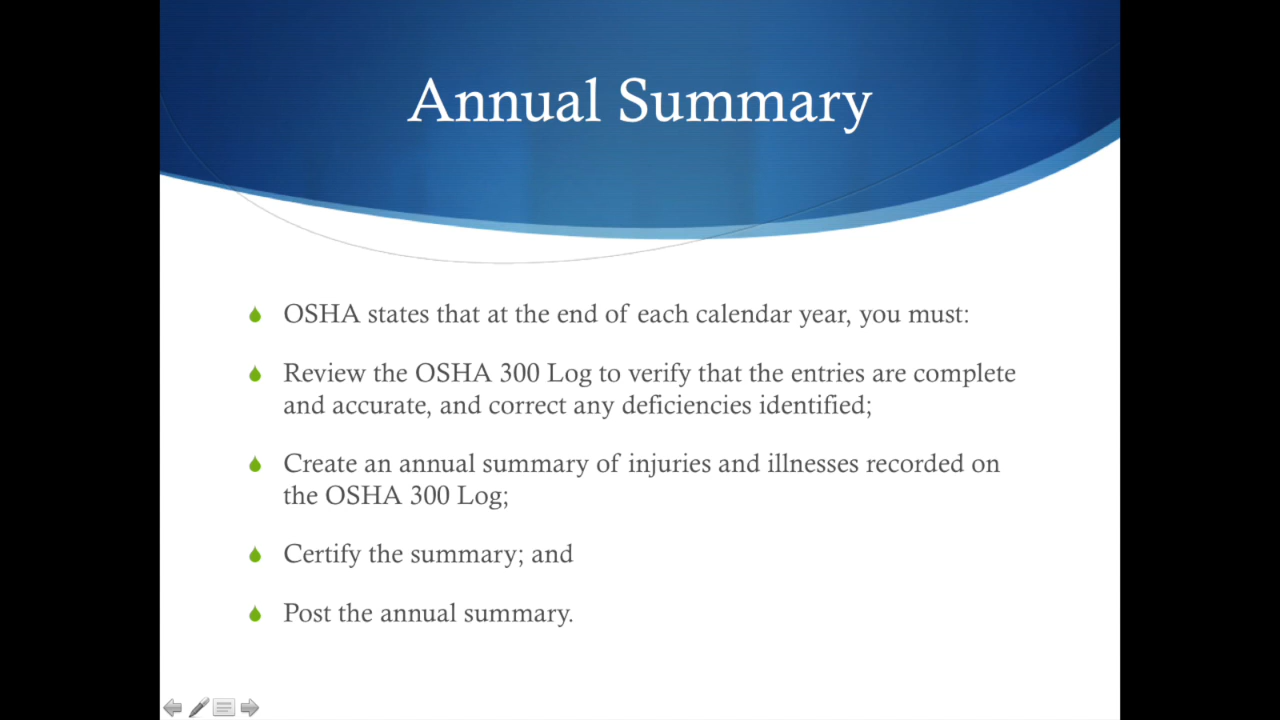 Annual Summary
OSHA states that at the end of each calendar year, you must:
Review the OSHA 300 Log to verify that the entries are complete
and accurate, and correct any deficiencies identified;
Create an annual summary of injuries and illnesses recorded on
the OSHA 300 Log;
Certify the summary; and
Post the annual summary.